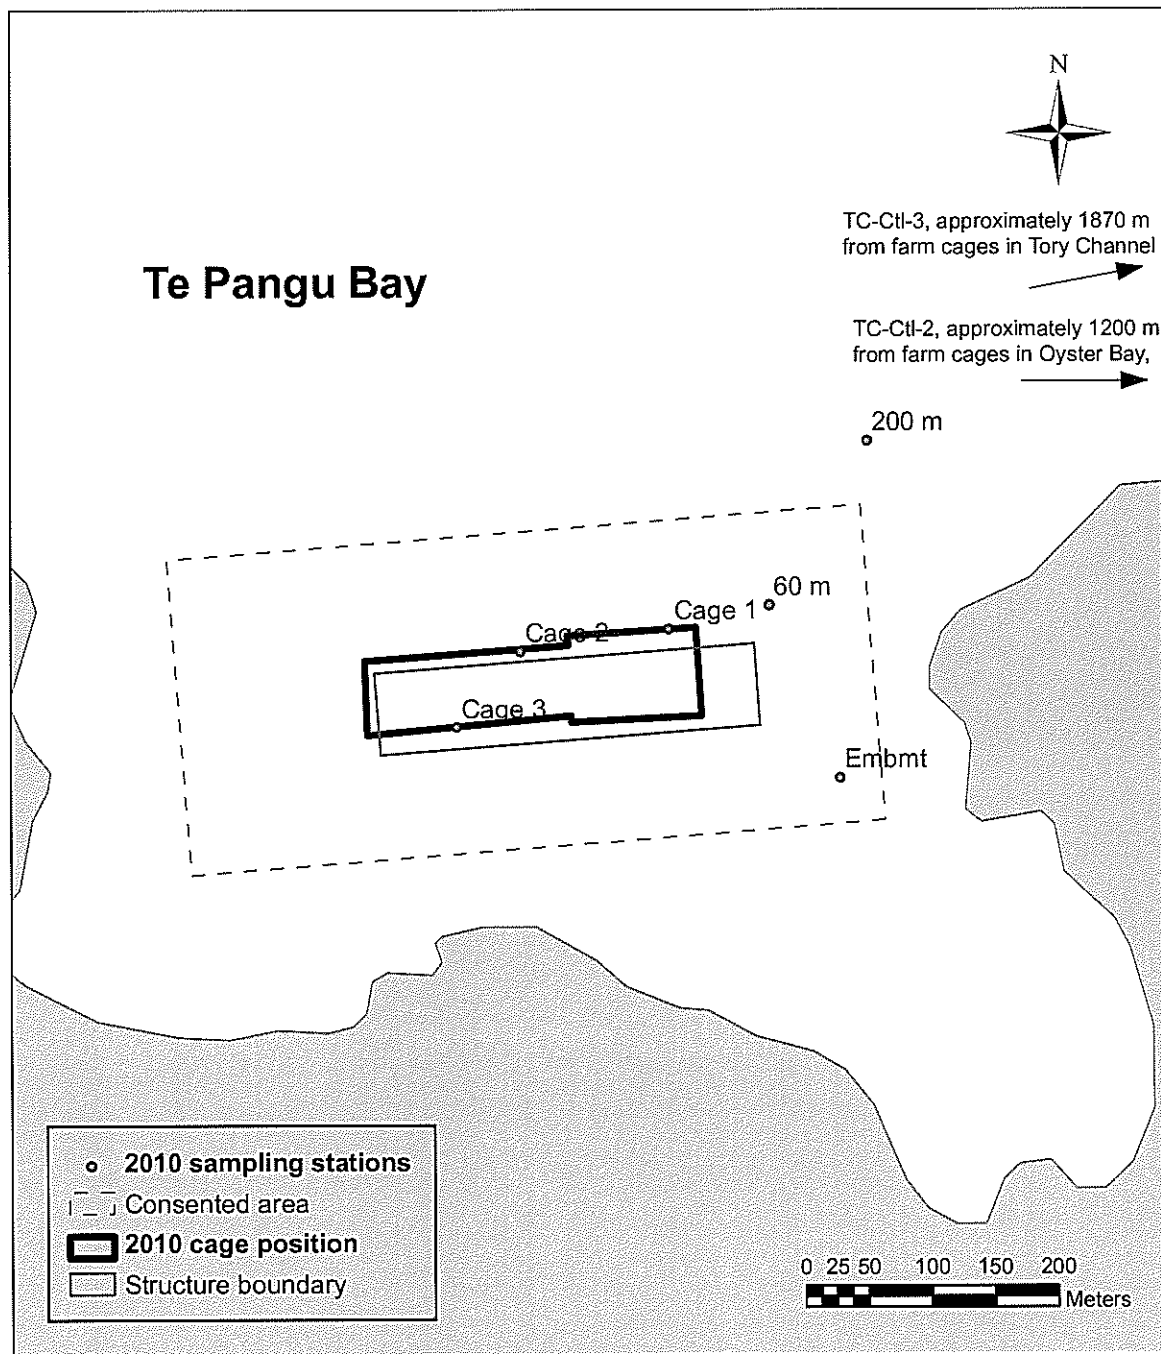 N
TC-Ctl-3, approximately 1870 m
from farm cages in Tory Channel
Te Pangu Bay
TC-Ctl-2, approximately 1200 m
from farm cages in Oyster Bay,
200 m
60 m
Cage 1
Cage 2
Cage 3
Embmt
2010 sampling stations
Consented area
2010 cage position
Structure boundary
0 25 50 100 150 200
Meters